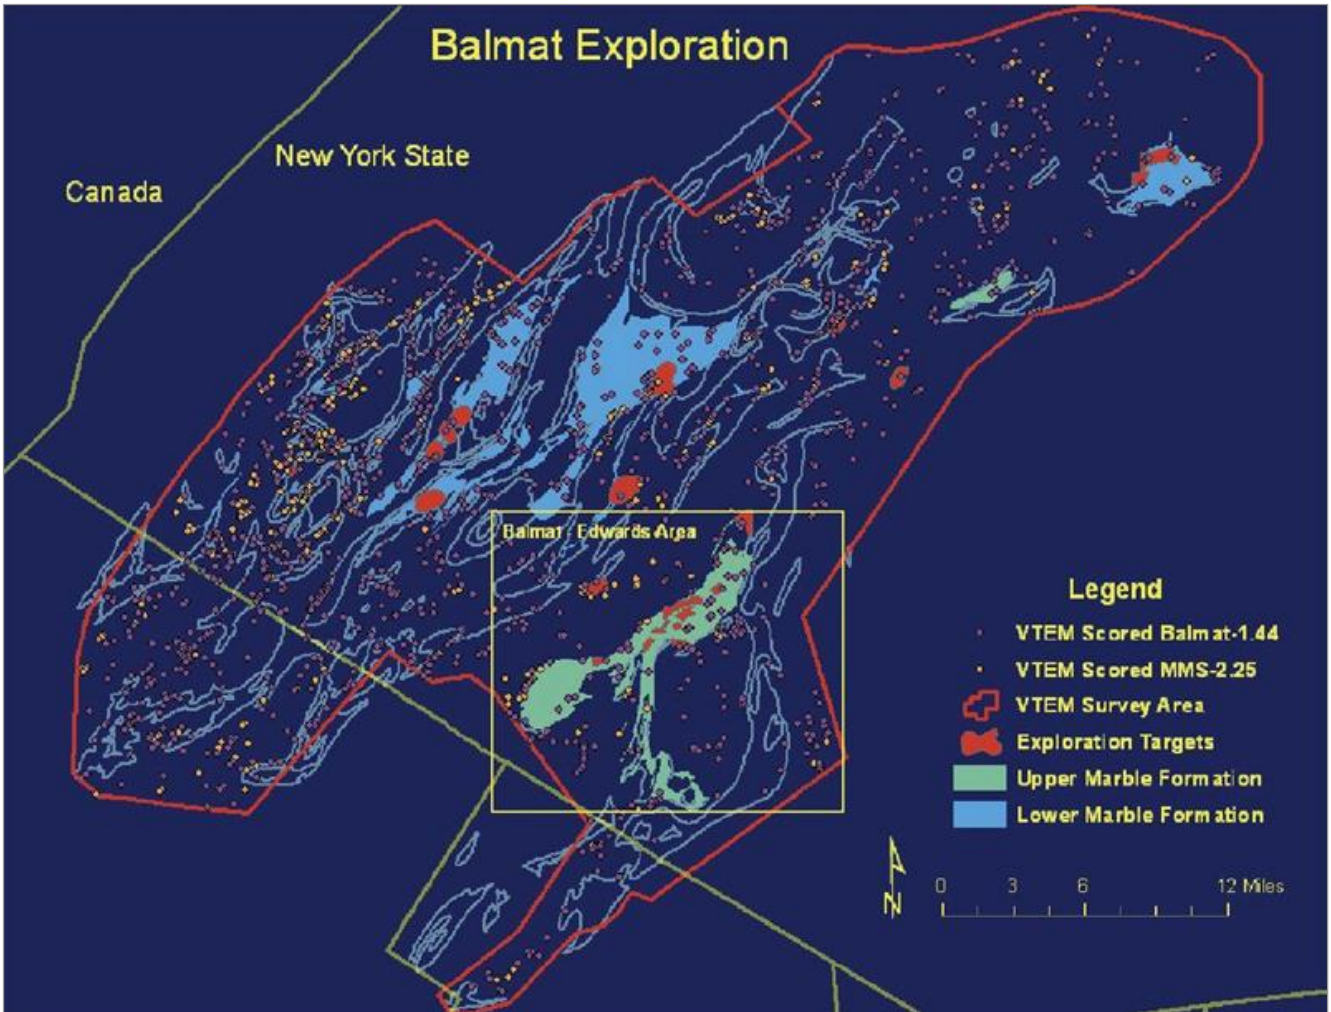 Balmat Exploration
New York State
Canada
Balmat - Edwards Area
Legend
VTEM Scored Balmat-1.44
VTEM Scored MMS-2.25
VTEM Survey Area
Exploration Targets
Upper Marble Formation
Lower Marble Formation
N
0 3 6 12 Miles